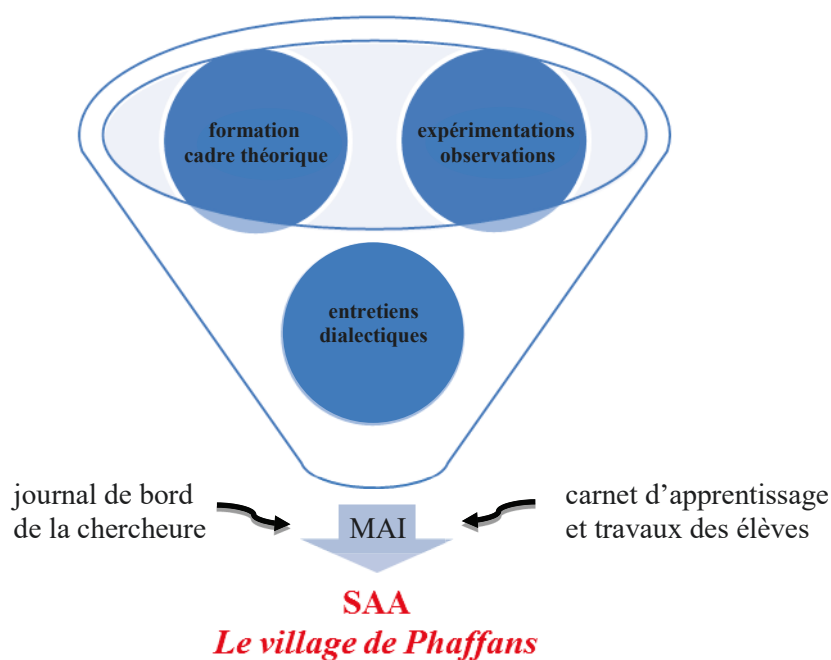 formation
cadre théorique
expérimentations
observations
entretiens
dialectiques
journal de bord
de la chercheure
MAI
carnet d’apprentissage
et travaux des élèves
SAA
Le village de Phaffans